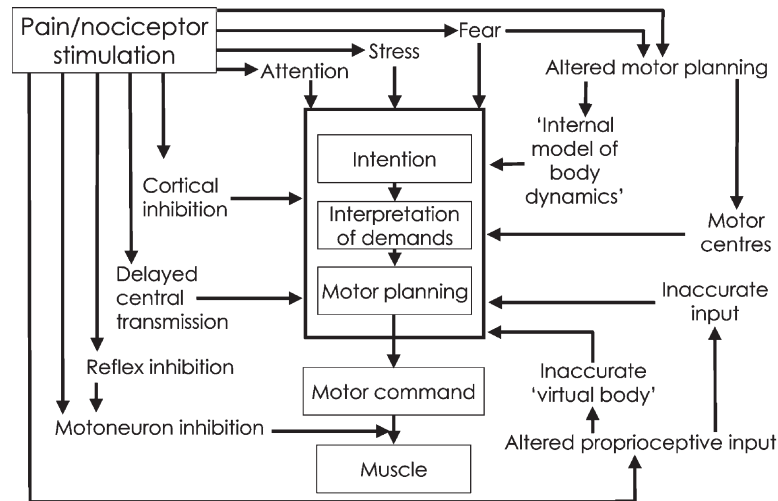 Pain/nociceptor
stimulation
Fear
Stress
Attention
Altered motor planning
'Internal
model of
body
dynamics'
Intention
Cortical
inhibition
Interpretation
of demands
Motor
centres
Delayed
central
transmission
Motor planning
Inaccurate
input
Reflex inhibition
Motor command
Inaccurate
'virtual body'
Motoneuron inhibition
Altered proprioceptive input
Muscle